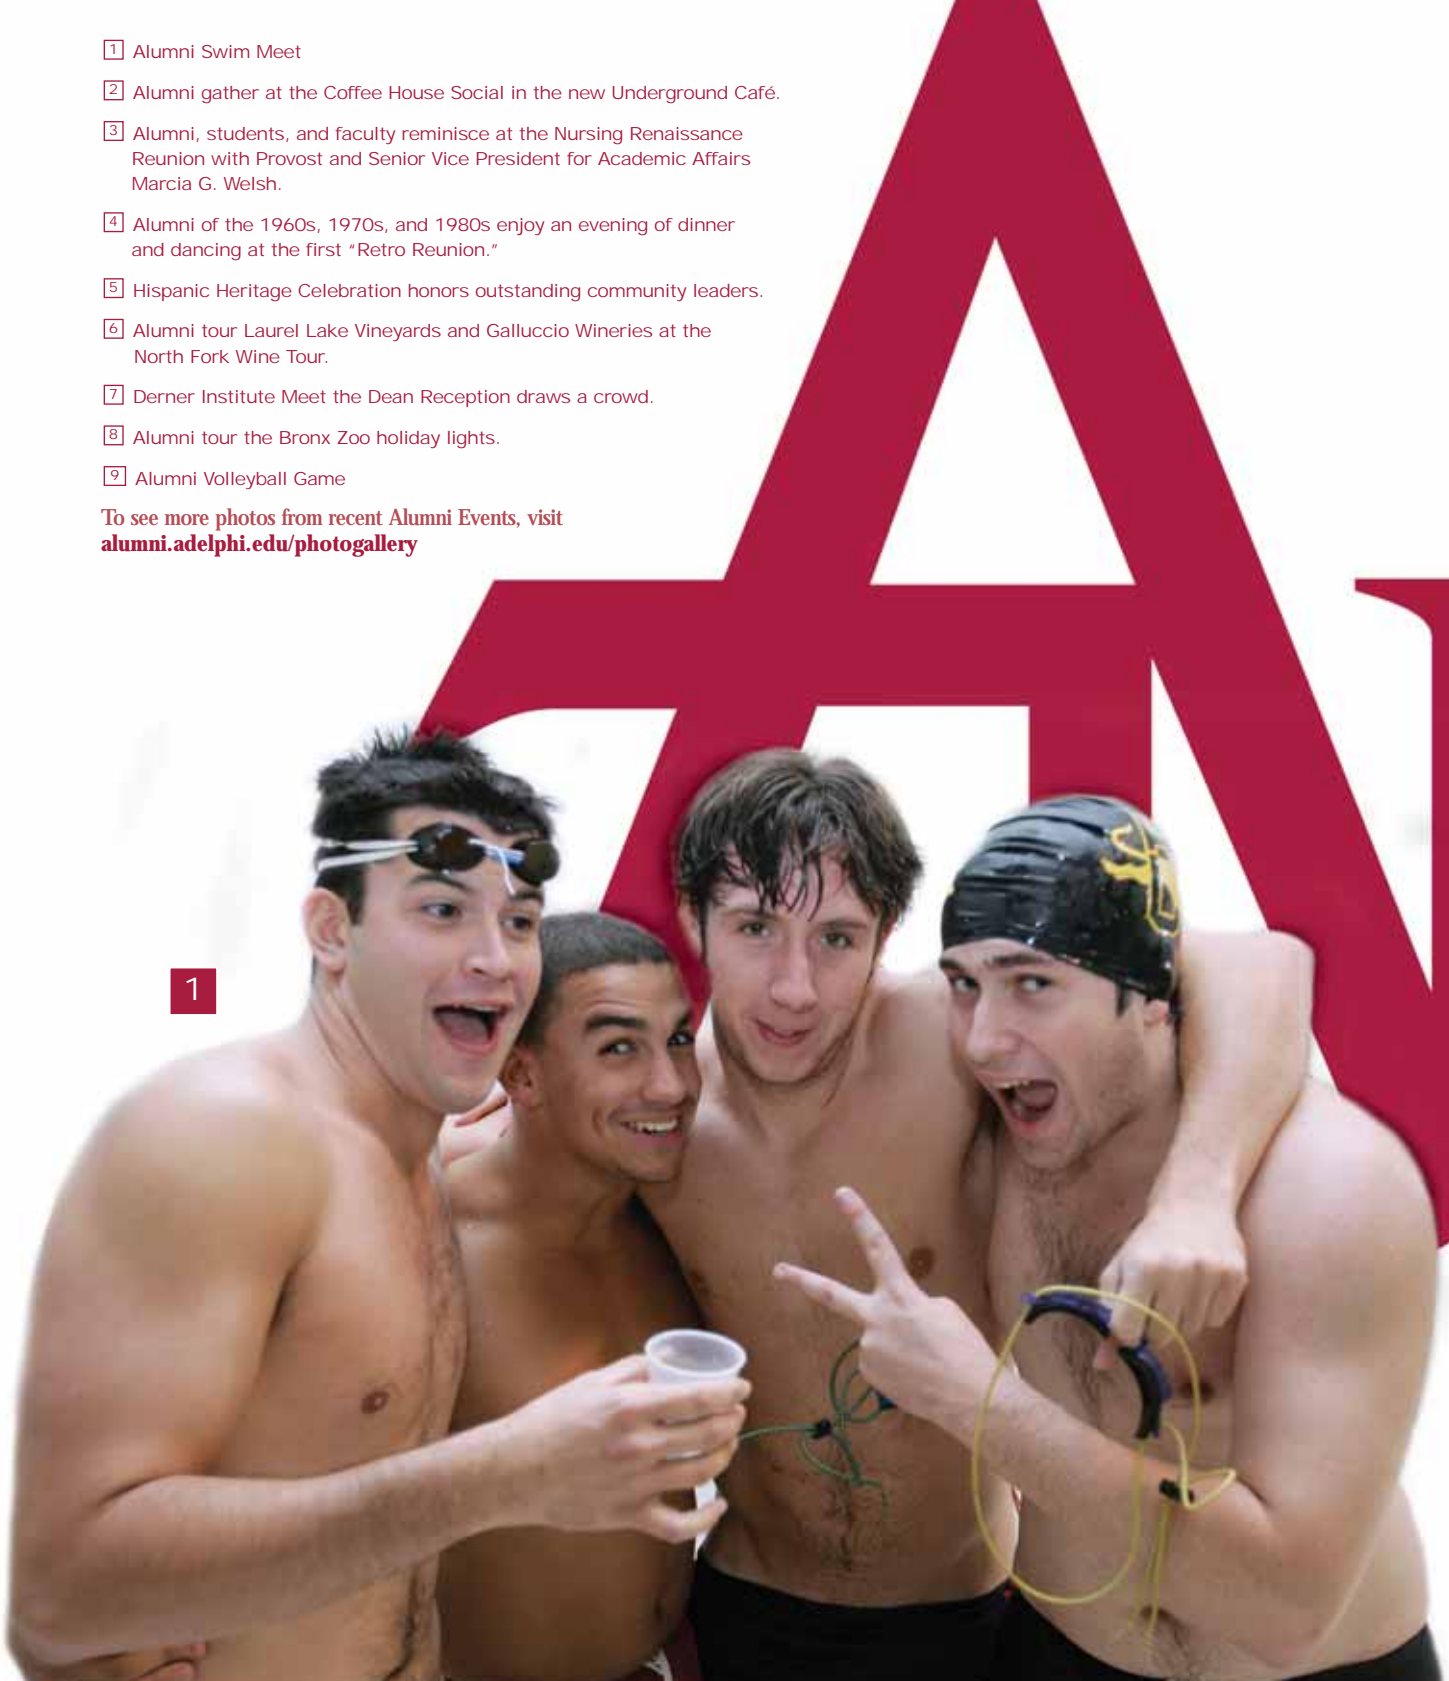 1 Alumni Swim Meet
2 Alumni gather at the Coffee House Social in the new Underground Café.
3 Alumni, students, and faculty reminisce at the Nursing Renaissance
Reunion with Provost and Senior Vice President for Academic Affairs
Marcia G. Welsh.
4 Alumni of the 1960s, 1970s, and 1980s enjoy an evening of dinner
and dancing at the first “Retro Reunion.”
5 Hispanic Heritage Celebration honors outstanding community leaders.
6 Alumni tour Laurel Lake Vineyards and Galluccio Wineries at the
North Fork Wine Tour.
7 Derner Institute Meet the Dean Reception draws a crowd.
8 Alumni tour the Bronx Zoo holiday lights.
9 Alumni Volleyball Game
To see more photos from recent Alumni Events, visit
alumni.adelphi.edu/photogallery
A
1